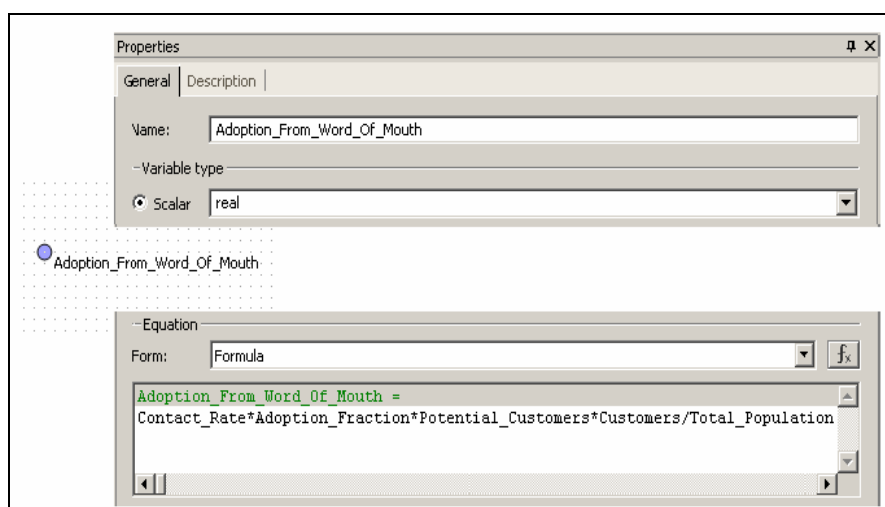 Properties
General Description
Name: Adoption_From_Word_Of_Mouth
Variable type
Scalar real
Adoption_From_Word_Of_Mouth
Equation
Form: Formula fx
Adoption_From_Word_Of_Mouth =
Contact_Rate*Adoption_Fraction*Potential_Customers*Customers/Total_Population